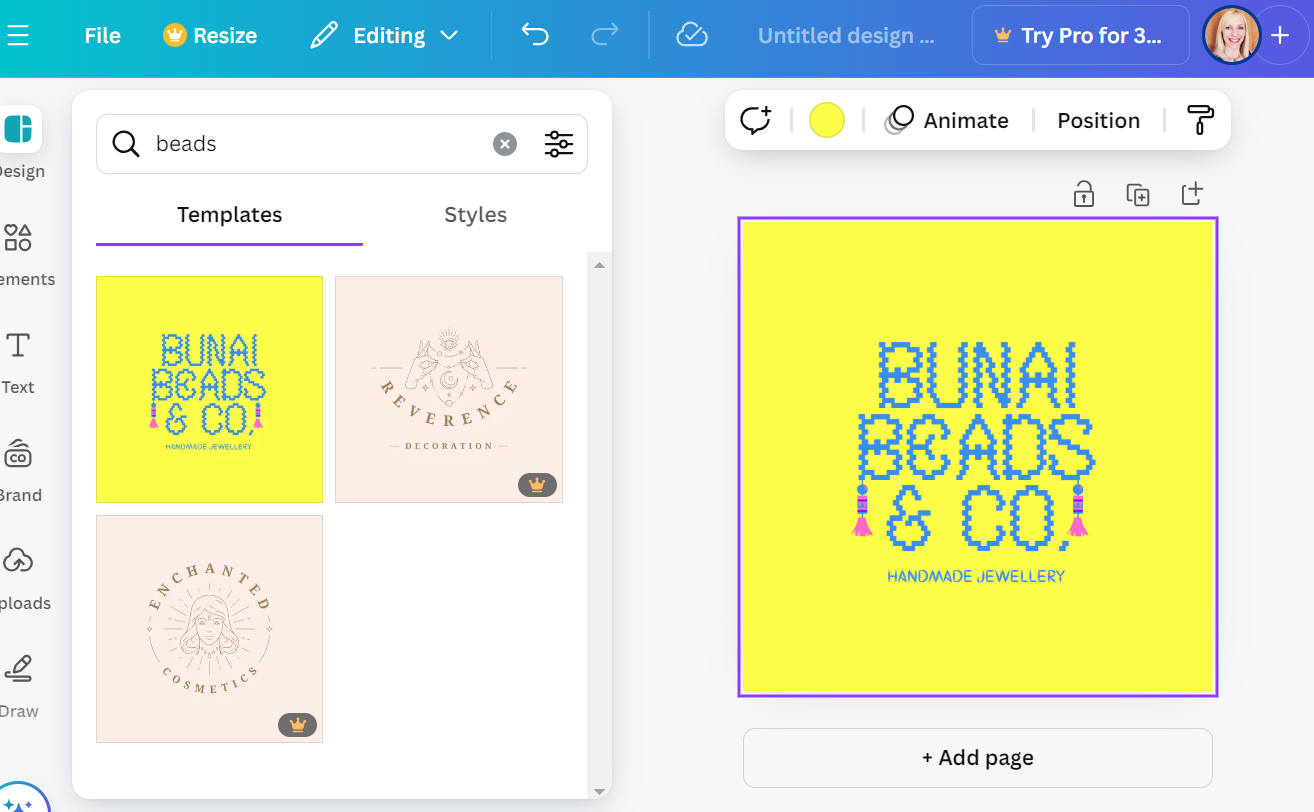 File
Resize
Editing
Untitled design ...
Try Pro for 3...
beads
Templates
Styles
BUNAI
BEADS
& CO,
HANDMADE JEWELLERY
REVERENCE
DECORATION
ENCHANTED
COSMETICS
esign
ements
Text
Brand
ploads
Draw
Animate
Position
BUNAI
BEADS
& CO,
HANDMADE JEWELLERY
+ Add page